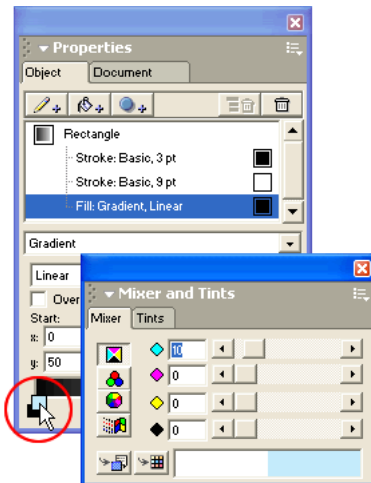 Properties
Object Document
Rectangle
Stroke: Basic, 3 pt
Stroke: Basic, 9 pt
Fill: Gradient, Linear
Gradient
Linear
Over
Start:
x: 0
y: 50
Mixer and Tints
Mixer Tints
10
0
0
0